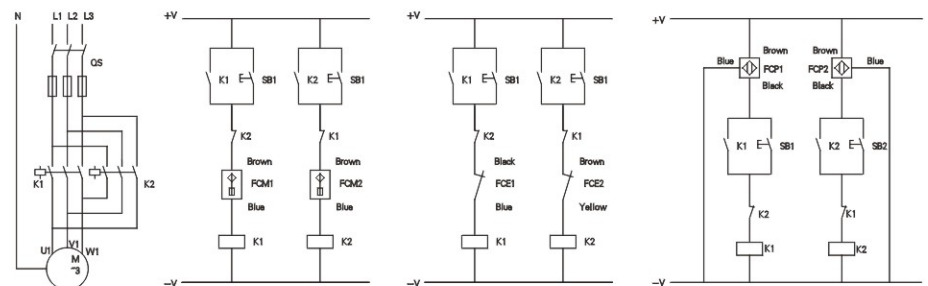 N L1 L2 L3
QS
K1 K2
U1 V1 W1
M
~3
+V
K1 SB1 K2 SB1
K2 K1
Brown Brown
FCM1 FCM2
Blue Blue
K1 K2
-V
+V
K1 SB1 K2 SB1
K2 K1
Black Brown
FCE1 FCE2
Blue Yellow
K1 K2
+V
Brown Brown
Blue FCP1 FCP2 Blue
Black Black
K1 SB1 K2 SB2
K2 K1
K1 K2
-V